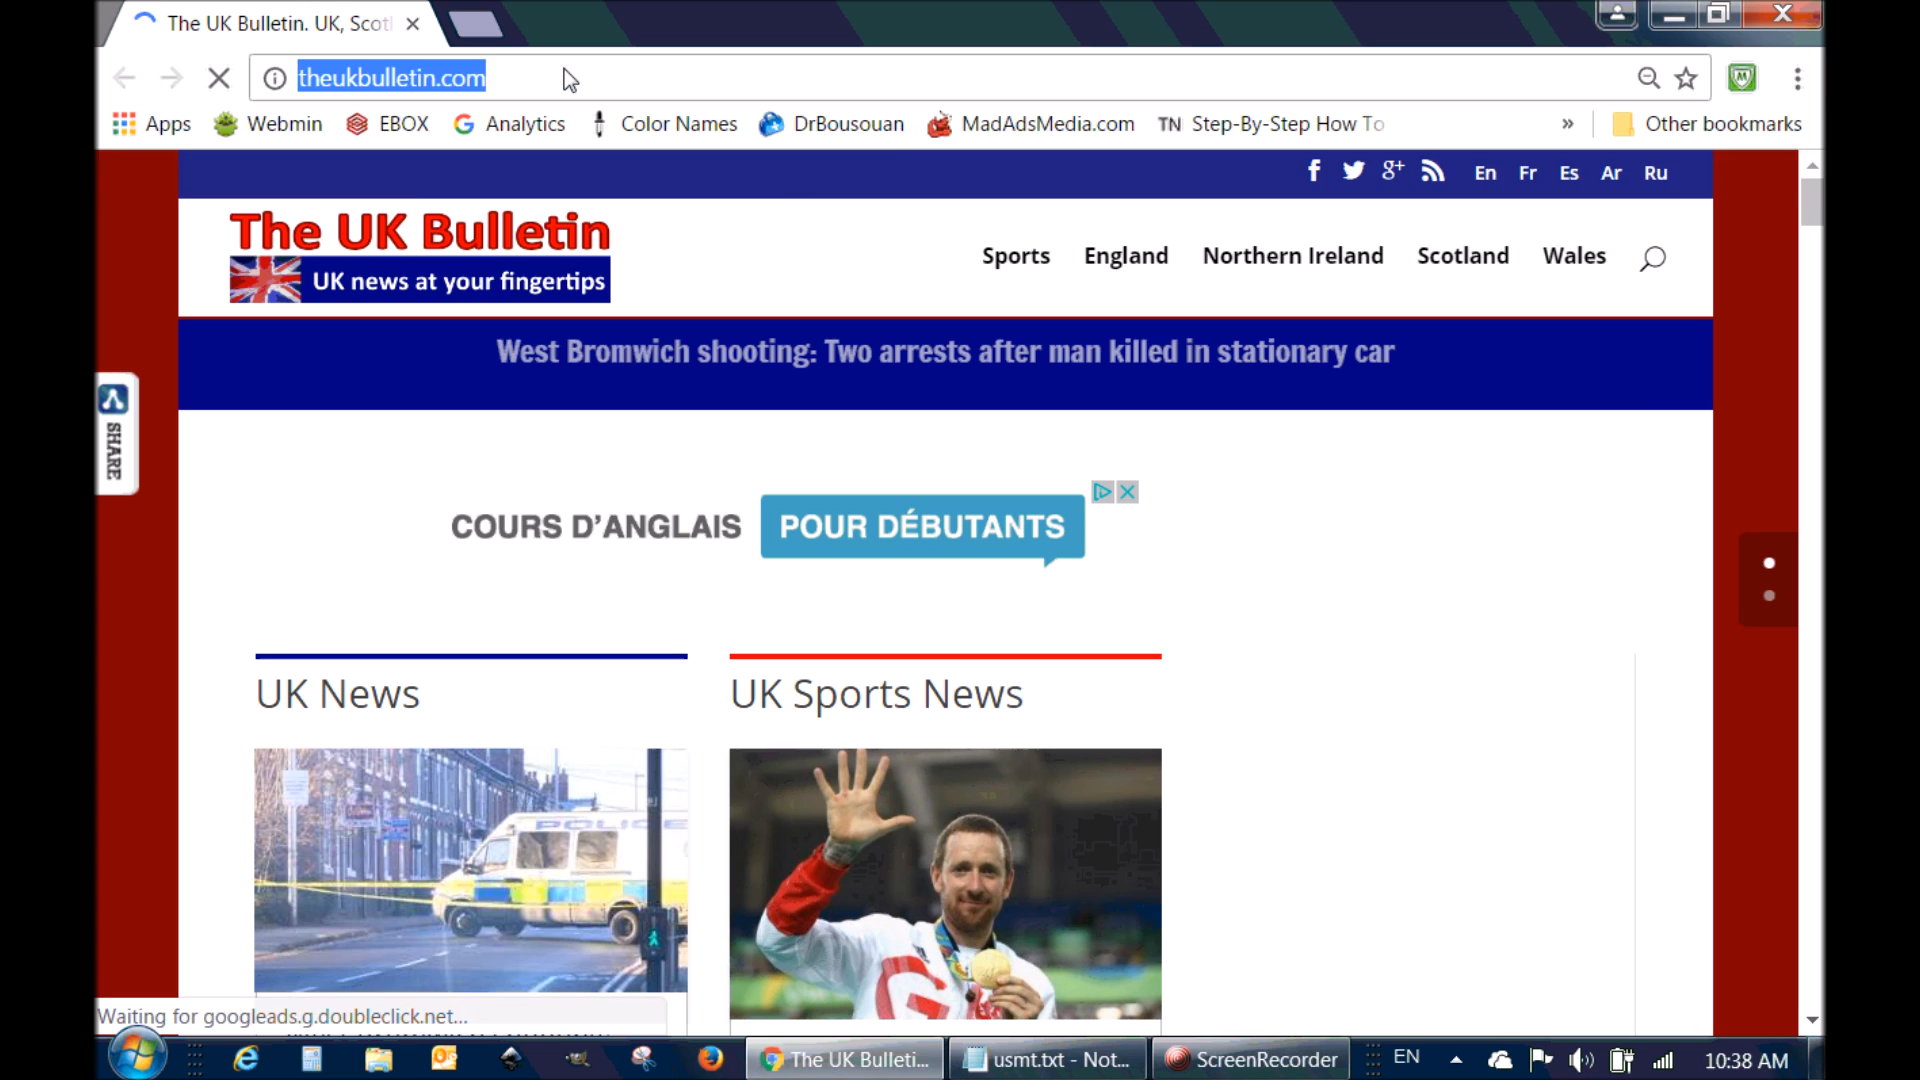 The UK Bulletin. UK, Scot
theukbulletin.com
Apps Webmin EBOX Analytics Color Names DrBousouan MadAdsMedia.com TN Step-By-Step How To » Other bookmarks
En Fr Es Ar Ru
The UK Bulletin
UK news at your fingertips
Sports England Northern Ireland Scotland Wales
West Bromwich shooting: Two arrests after man killed in stationary car
SHARE
COURS D'ANGLAIS POUR DÉBUTANTS
UK News
UK Sports News
POLICE
Waiting for googleads.g.doubleclick.net...
The UK Bulleti... usmt.txt - Not... ScreenRecorder EN 10:38 AM